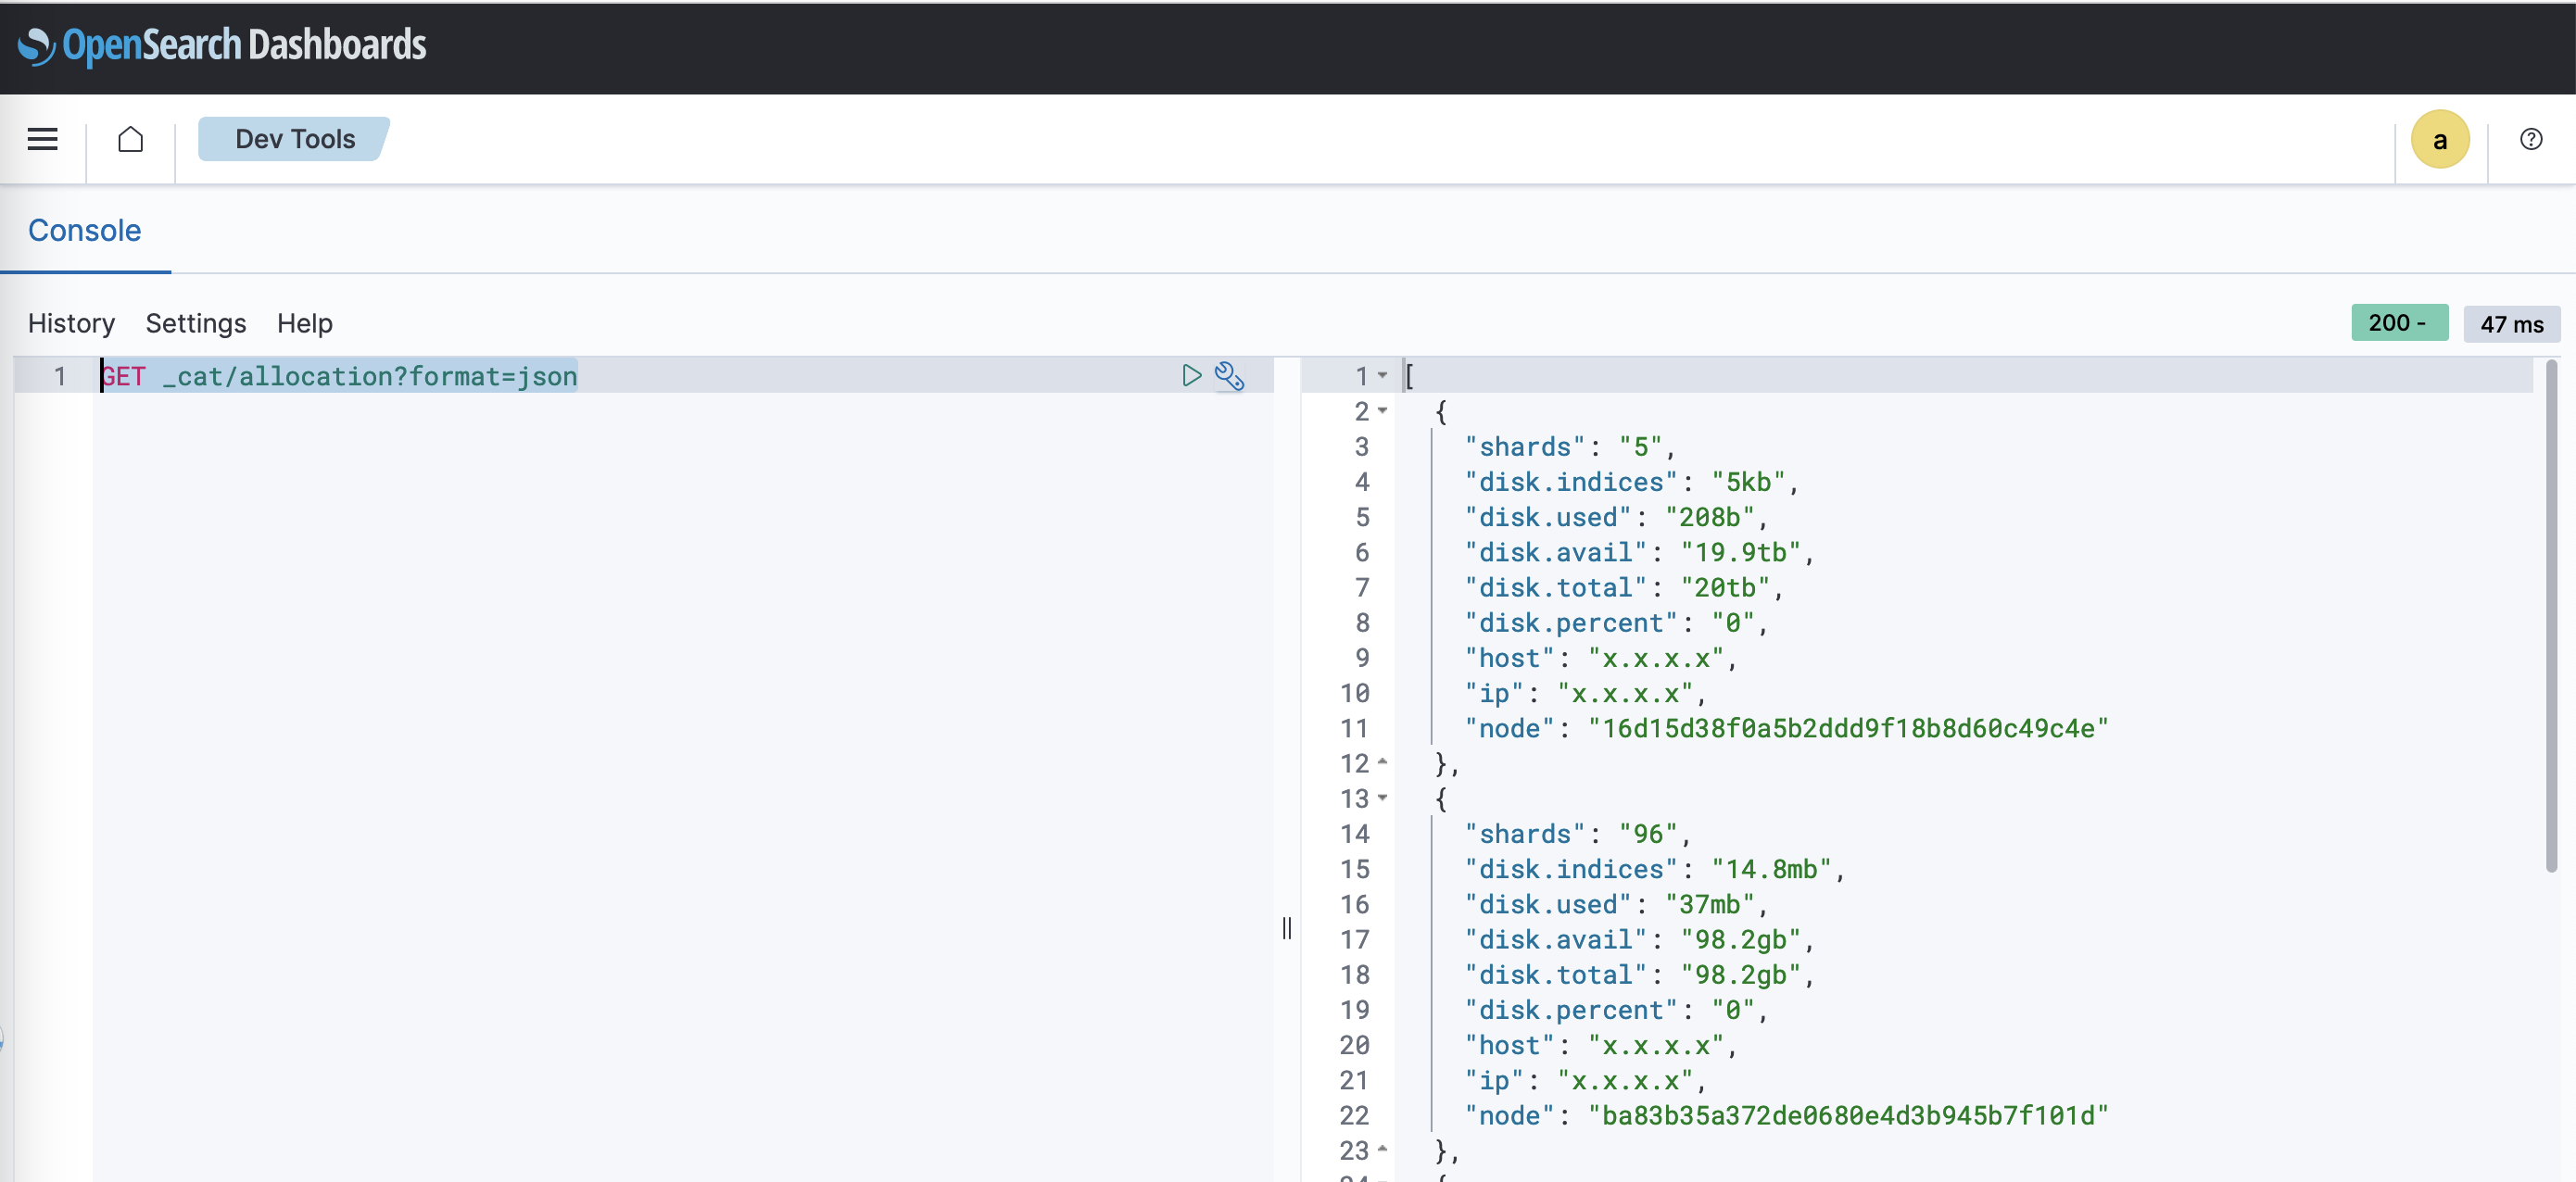 OpenSearch Dashboards
Dev Tools
a
Console
History Settings Help
200 - 47 ms
1 GET _cat/allocation?format=json
1 [
2 {
3 "shards": "5",
4 "disk.indices": "5kb",
5 "disk.used": "208b",
6 "disk.avail": "19.9tb",
7 "disk.total": "20tb",
8 "disk.percent": "0",
9 "host": "x.x.x.x",
10 "ip": "x.x.x.x",
11 "node": "16d15d38f0a5b2ddd9f18b8d60c49c4e"
12 },
13 {
14 "shards": "96",
15 "disk.indices": "14.8mb",
16 "disk.used": "37mb",
17 "disk.avail": "98.2gb",
18 "disk.total": "98.2gb",
19 "disk.percent": "0",
20 "host": "x.x.x.x",
21 "ip": "x.x.x.x",
22 "node": "ba83b35a372de0680e4d3b945b7f101d"
23 },
24 {